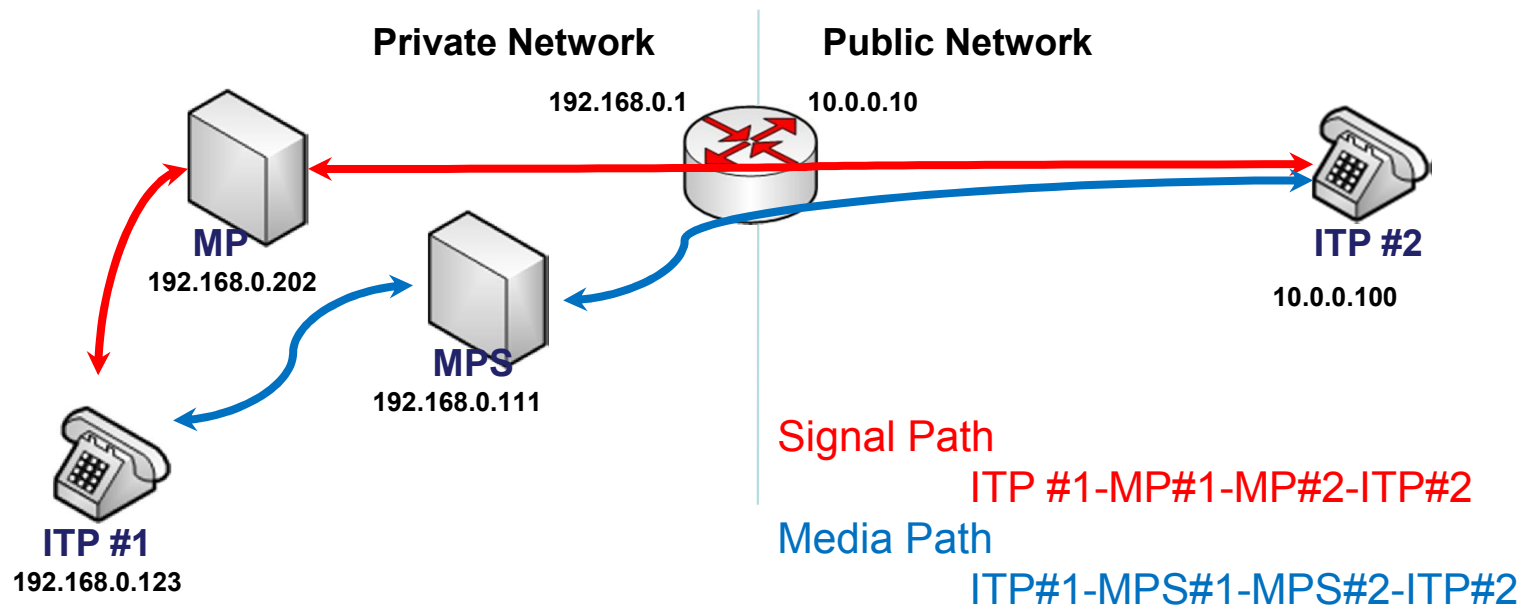 Private Network
Public Network
192.168.0.1
10.0.0.10
MP
192.168.0.202
ITP #2
10.0.0.100
MPS
192.168.0.111
Signal Path
ITP #1-MP#1-MP#2-ITP#2
Media Path
ITP#1-MPS#1-MPS#2-ITP#2
ITP #1
192.168.0.123